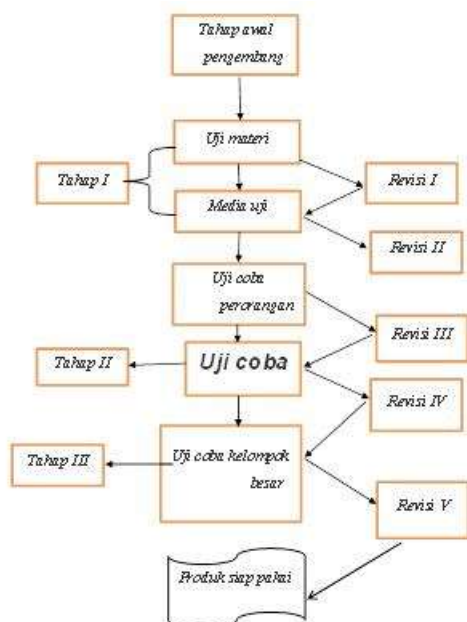 Tahap awal
pengembang
Uji materi
Tahap I
Revisi I
Media uji
Revisi II
Uji coba
perorangan
Revisi III
Uji coba
Tahap II
Revisi IV
Uji coba kelompok
besar
Tahap III
Revisi V
Produk siap pakai